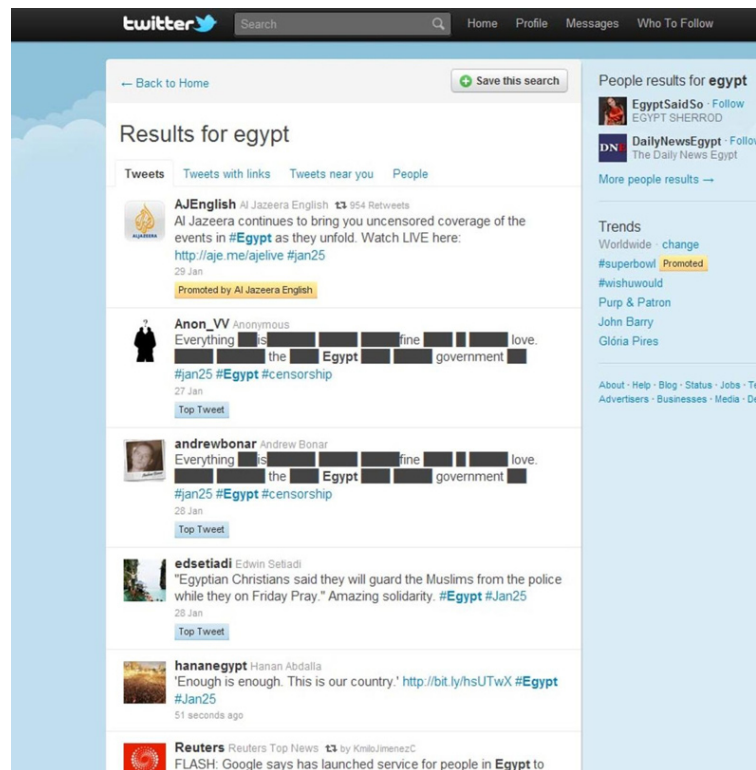 twitter
Search
Home Profile Messages Who To Follow
← Back to Home
Save this search
Results for egypt
Tweets Tweets with links Tweets near you People
AJEnglish Al Jazeera English 954 Retweets
Al Jazeera continues to bring you uncensored coverage of the
events in #Egypt as they unfold. Watch LIVE here:
http://aje.me/ajelive #jan25
29 Jan
Promoted by Al Jazeera English
Anon_VV Anonymous
Everything ██is█████ ████ ████fine ███ █ ████ love.
████ █████ the ███ Egypt ███ ████ government ██
#jan25 #Egypt #censorship
27 Jan
Top Tweet
andrewbonar Andrew Bonar
Everything ██is█████ ████ ████fine ███ █ ████ love.
████ █████ the ███ Egypt ███ ████ government ██
#jan25 #Egypt #censorship
28 Jan
Top Tweet
edsetiadi Edwin Setiadi
"Egyptian Christians said they will guard the Muslims from the police
while they on Friday Pray." Amazing solidarity. #Egypt #Jan25
28 Jan
Top Tweet
hananegypt Hanan Abdalla
'Enough is enough. This is our country.' http://bit.ly/hsUTwX #Egypt
#Jan25
51 seconds ago
Reuters Reuters Top News by KmiloJimenezC
FLASH: Google says has launched service for people in Egypt to
People results for egypt
EgyptSaidSo · Follow
EGYPT SHERROD
DailyNewsEgypt · Follow
The Daily News Egypt
More people results →
Trends
Worldwide · change
#superbowl Promoted
#wishuwould
Purp & Patron
John Barry
Glória Pires
About · Help · Blog · Status · Jobs · Te
Advertisers · Businesses · Media · De